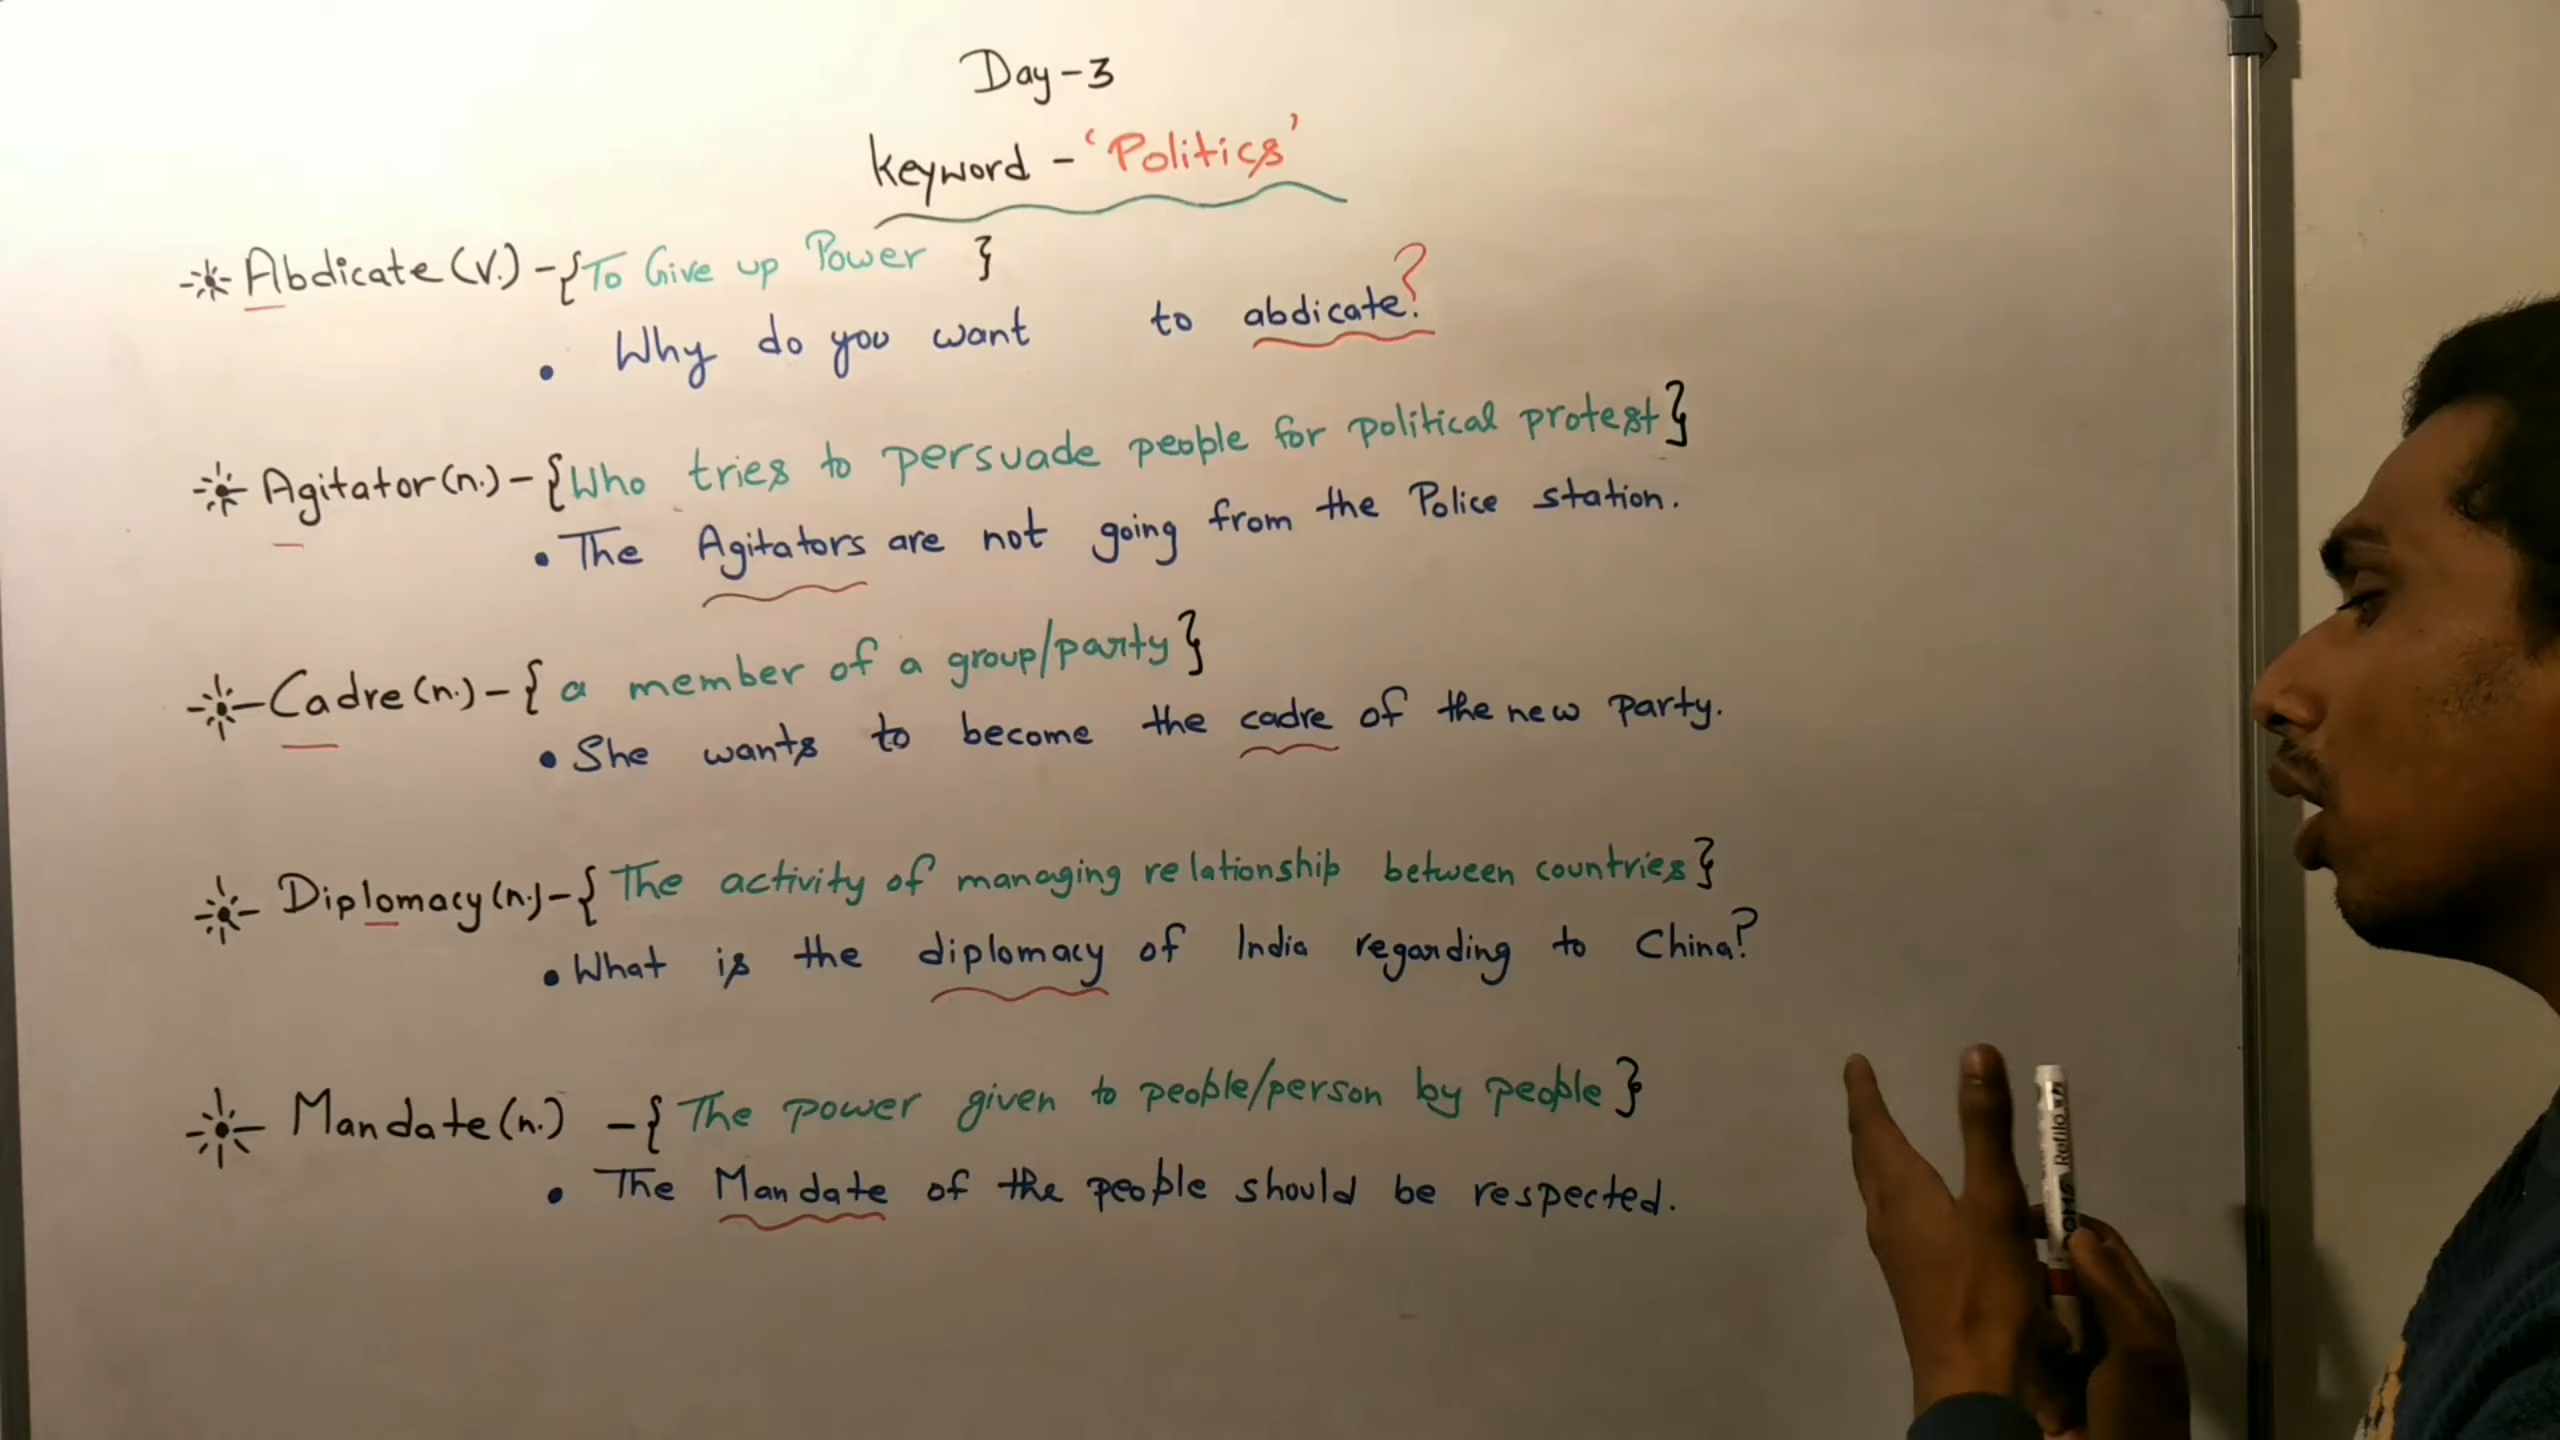 Day-3
Keyword - 'Politics'
Abdicate (V.) - {To Give up Power }
• Why do you want to abdicate?
Agitator (n.) - {Who tries to persuade people for political protest}
• The Agitators are not going from the Police station.
Cadre (n.) - { a member of a group/party}
• She wants to become the cadre of the new party.
Diplomacy (n.) - { The activity of managing relationship between countries}
• What is the diplomacy of India regarding to China?
Mandate (n.) - { The power given to people/person by people }
• The Mandate of the people should be respected.
DOMS